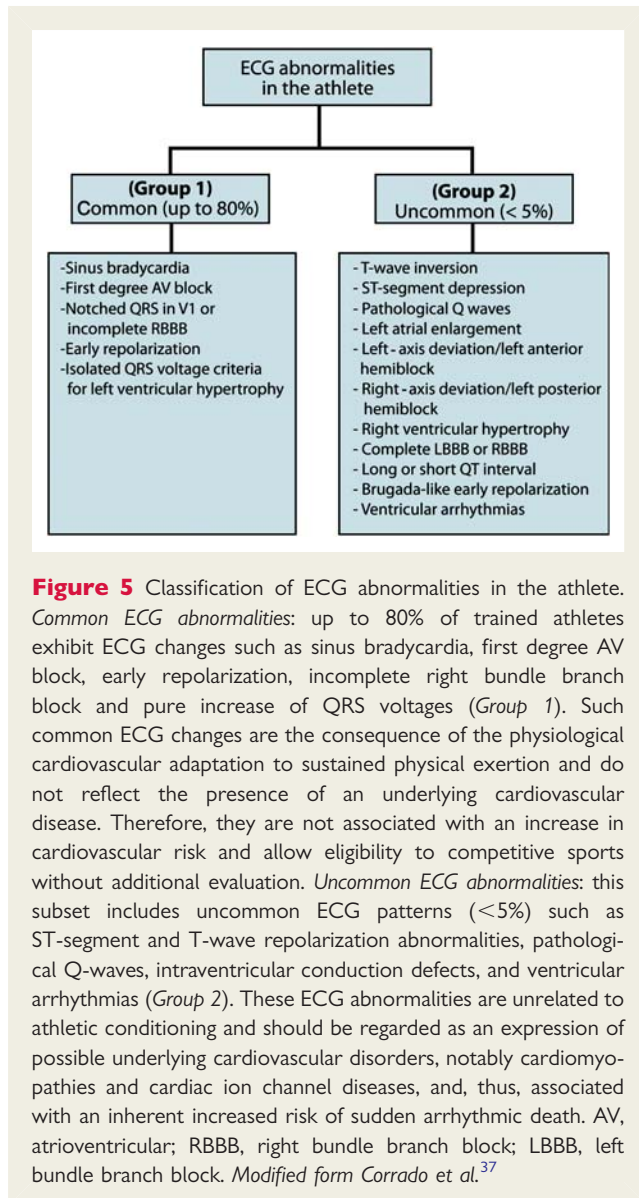 ECG abnormalities
in the athlete
(Group 1)
Common (up to 80%)
-Sinus bradycardia
-First degree AV block
-Notched QRS in V1 or
incomplete RBBB
-Early repolarization
-Isolated QRS voltage criteria
for left ventricular hypertrophy
(Group 2)
Uncommon (< 5%)
- T-wave inversion
- ST-segment depression
- Pathological Q waves
- Left atrial enlargement
- Left - axis deviation/left anterior
hemiblock
- Right - axis deviation/left posterior
hemiblock
- Right ventricular hypertrophy
- Complete LBBB or RBBB
- Long or short QT interval
- Brugada-like early repolarization
- Ventricular arrhythmias
Figure 5 Classification of ECG abnormalities in the athlete.
Common ECG abnormalities: up to 80% of trained athletes
exhibit ECG changes such as sinus bradycardia, first degree AV
block, early repolarization, incomplete right bundle branch
block and pure increase of QRS voltages (Group 1). Such
common ECG changes are the consequence of the physiological
cardiovascular adaptation to sustained physical exertion and do
not reflect the presence of an underlying cardiovascular
disease. Therefore, they are not associated with an increase in
cardiovascular risk and allow eligibility to competitive sports
without additional evaluation. Uncommon ECG abnormalities: this
subset includes uncommon ECG patterns (<5%) such as
ST-segment and T-wave repolarization abnormalities, pathologi-
cal Q-waves, intraventricular conduction defects, and ventricular
arrhythmias (Group 2). These ECG abnormalities are unrelated to
athletic conditioning and should be regarded as an expression of
possible underlying cardiovascular disorders, notably cardiomyo-
pathies and cardiac ion channel diseases, and, thus, associated
with an inherent increased risk of sudden arrhythmic death. AV,
atrioventricular; RBBB, right bundle branch block; LBBB, left
bundle branch block. Modified form Corrado et al.37